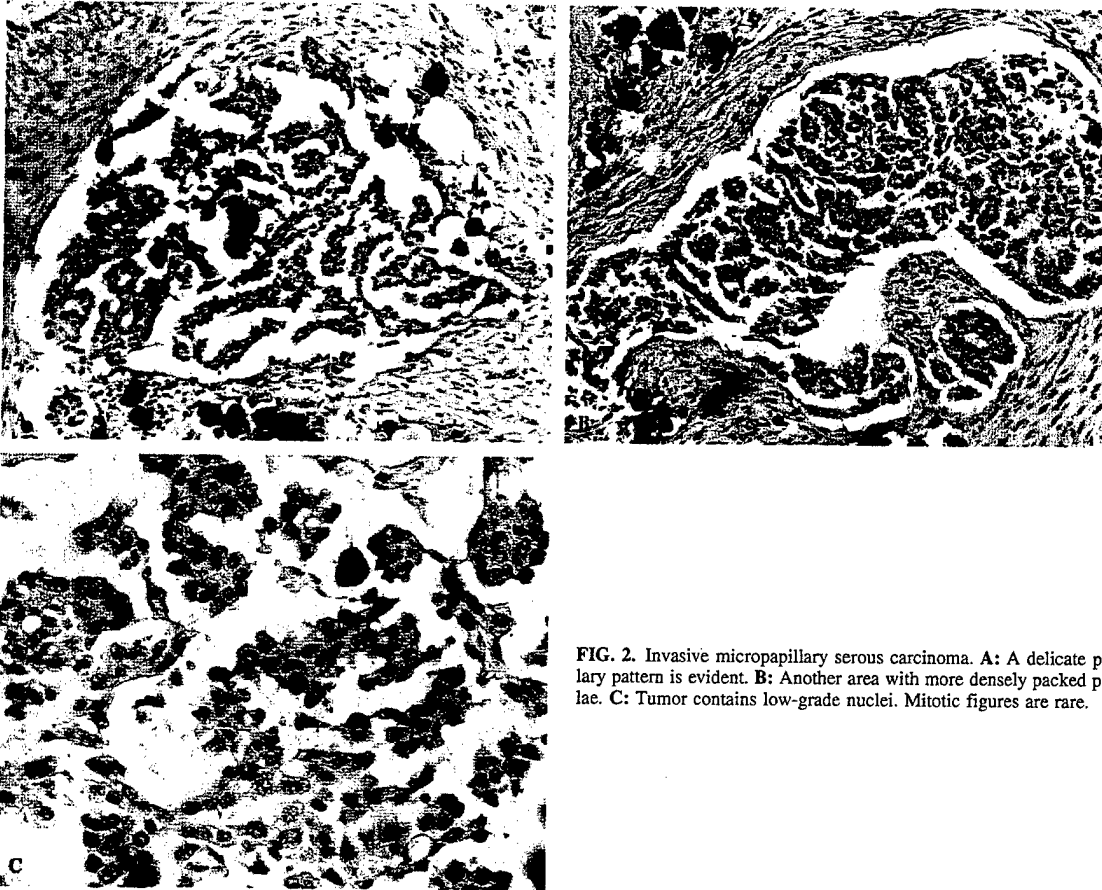 B
C
FIG. 2. Invasive micropapillary serous carcinoma. A: A delicate p
lary pattern is evident. B: Another area with more densely packed p
lae. C: Tumor contains low-grade nuclei. Mitotic figures are rare.